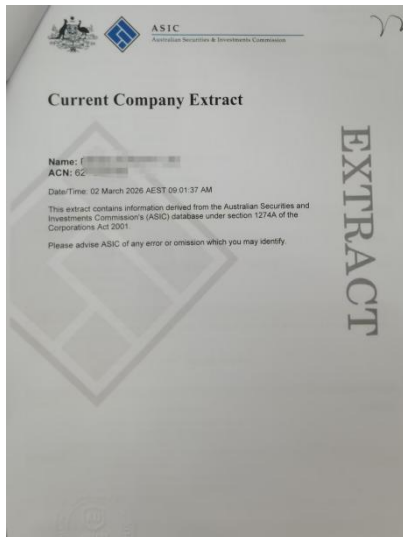 ASIC
Australian Securities & Investments Commission
Current Company Extract
Name:
ACN: 62
Date/Time: 02 March 2026 AEST 09:01:37 AM
This extract contains information derived from the Australian Securities and
Investments Commission's (ASIC) database under section 1274A of the
Corporations Act 2001.
Please advise ASIC of any error or omission which you may identify.
EXTRACT